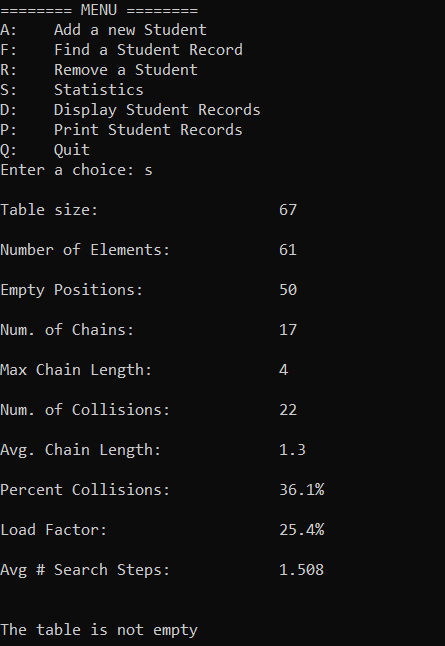 ======== MENU ========
A:    Add a new Student
F:    Find a Student Record
R:    Remove a Student
S:    Statistics
D:    Display Student Records
P:    Print Student Records
Q:    Quit
Enter a choice: s
Table size:                    67
Number of Elements:            61
Empty Positions:               50
Num. of Chains:                17
Max Chain Length:              4
Num. of Collisions:            22
Avg. Chain Length:             1.3
Percent Collisions:            36.1%
Load Factor:                   25.4%
Avg # Search Steps:            1.508
The table is not empty